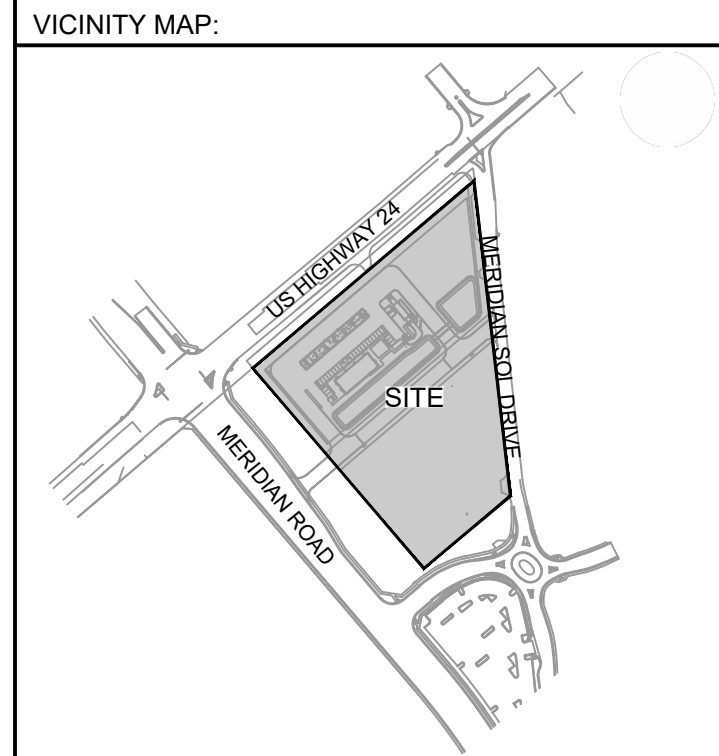 VICINITY MAP:
US HIGHWAY 24
MERIDIAN SOL DRIVE
SITE
MERIDIAN ROAD